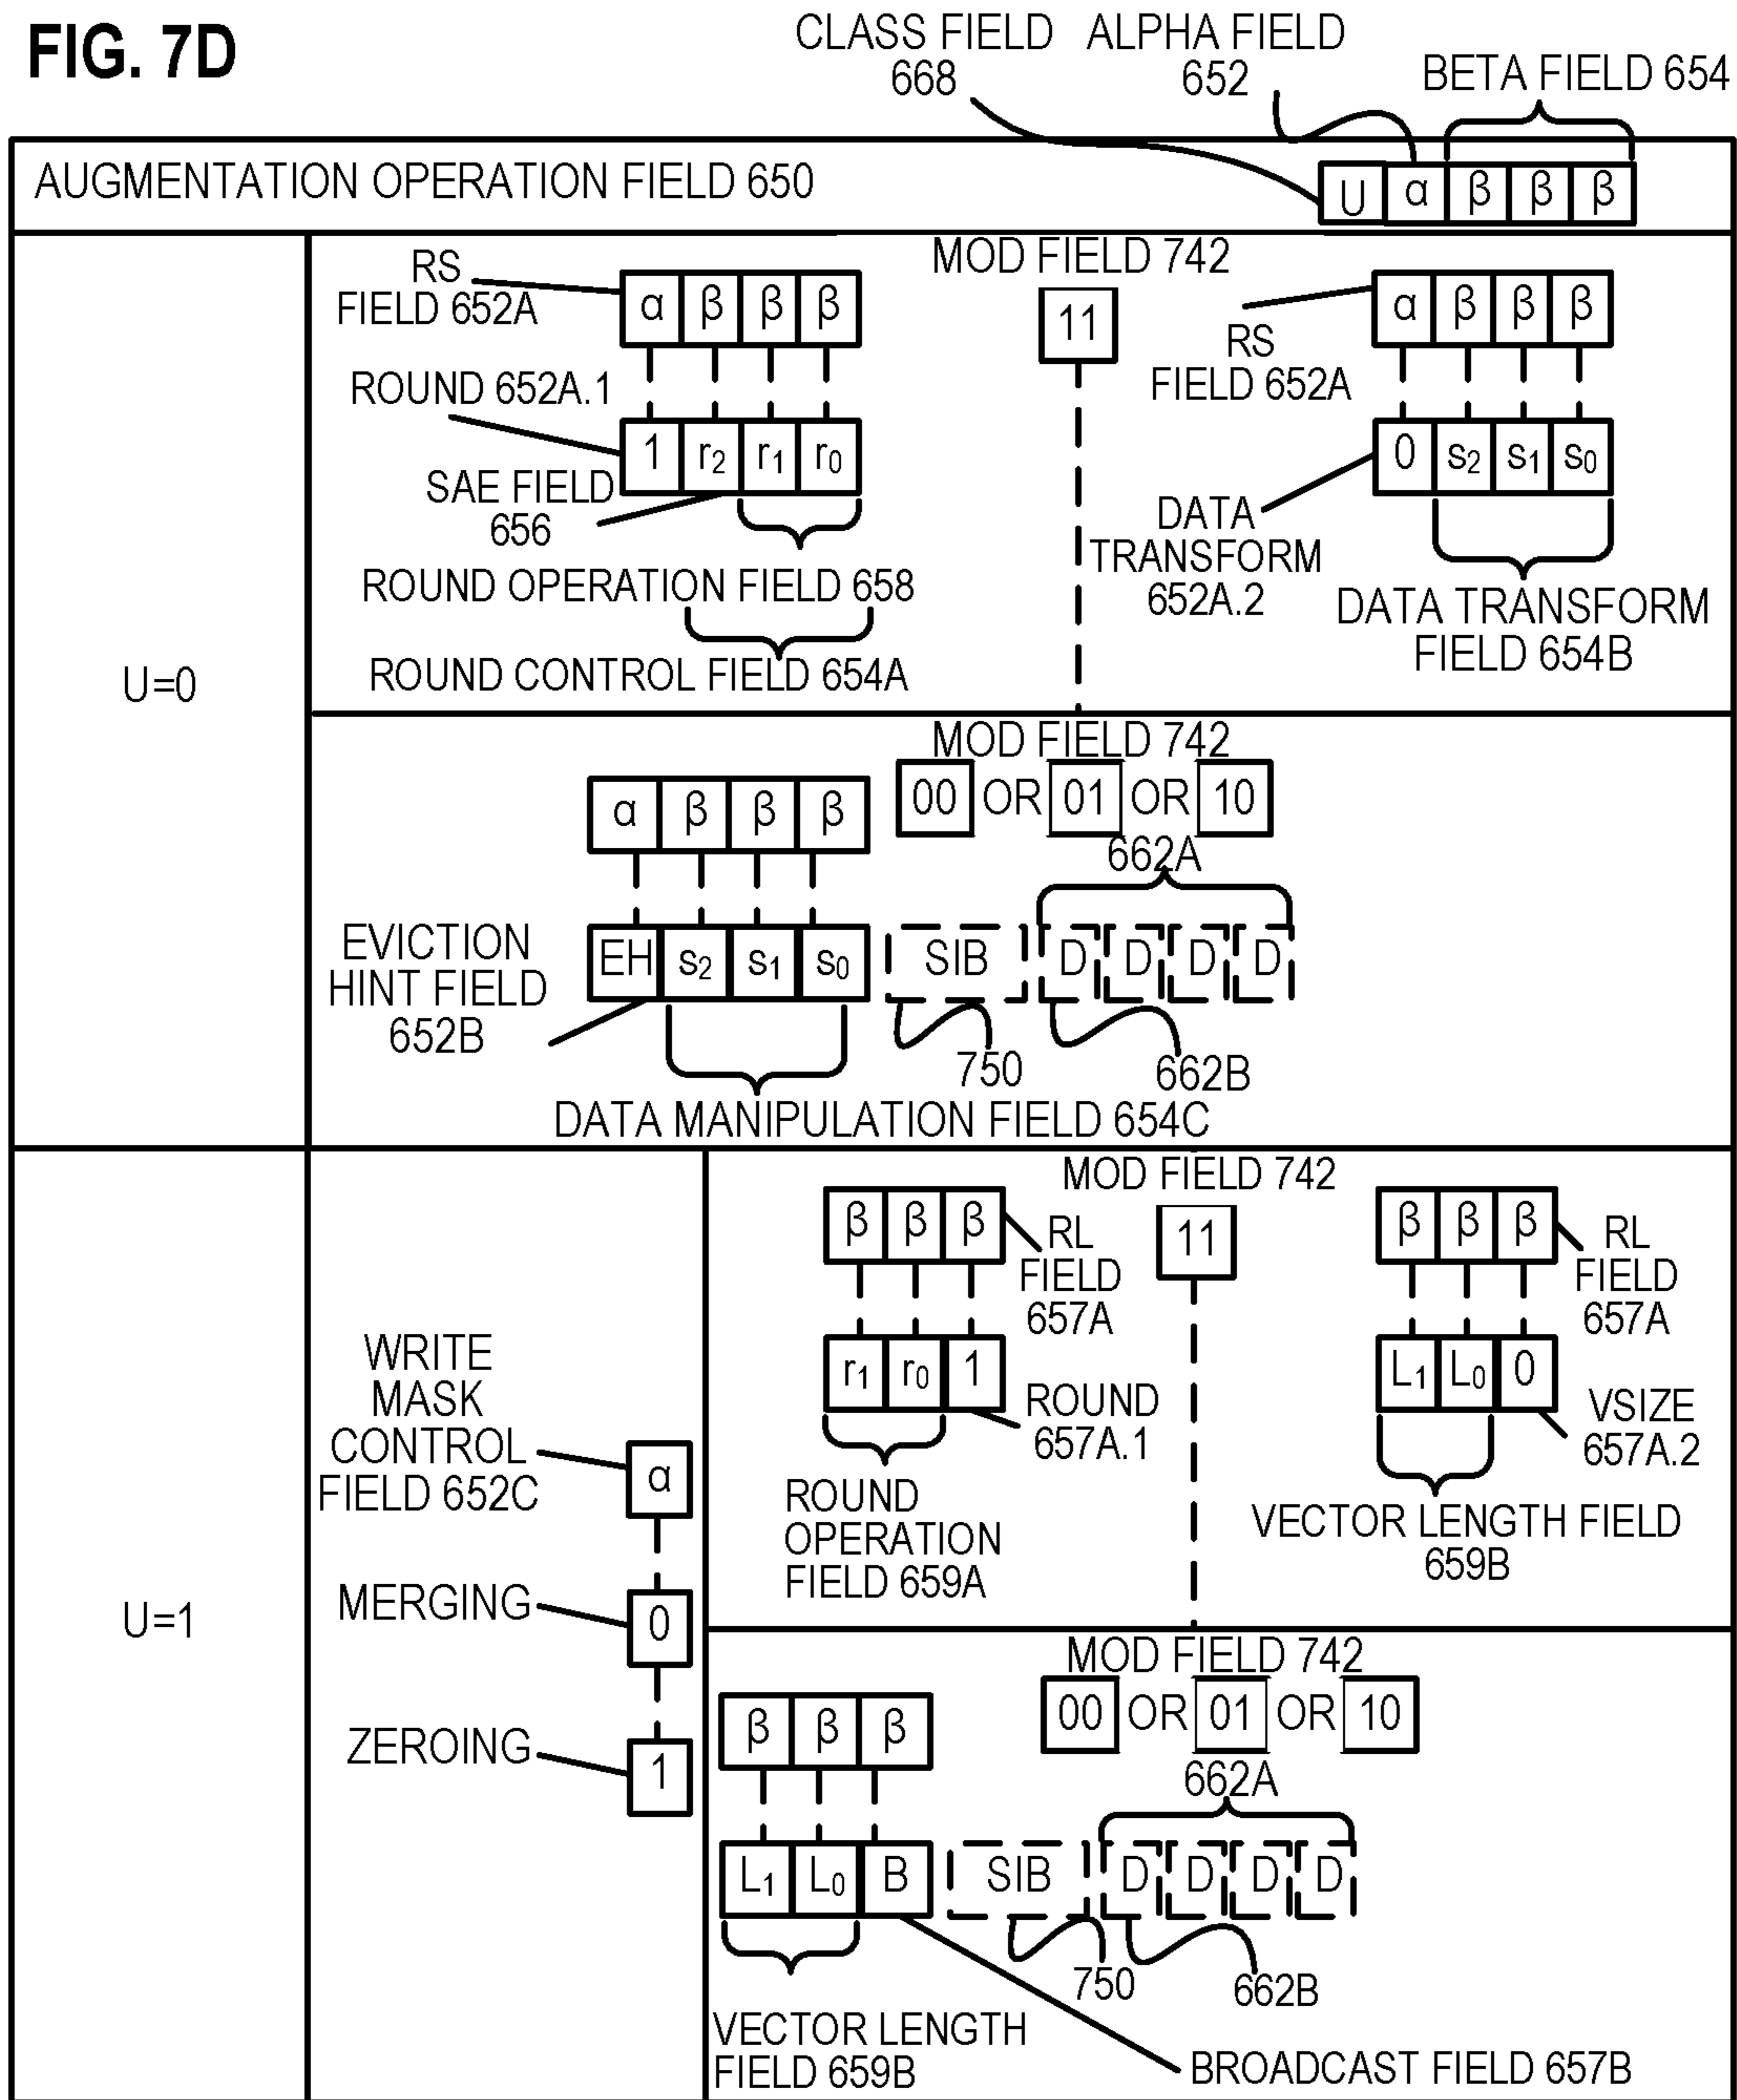 FIG. 7D
CLASS FIELD
668
ALPHA FIELD
652
BETA FIELD 654
AUGMENTATION OPERATION FIELD 650
U α β β β
U=0
MOD FIELD 742
11
RS
FIELD 652A
α β β β
ROUND 652A.1
1 r2 r1 r0
SAE FIELD
656
ROUND OPERATION FIELD 658
ROUND CONTROL FIELD 654A
α β β β
RS
FIELD 652A
0 s2 s1 s0
DATA
TRANSFORM
652A.2
DATA TRANSFORM
FIELD 654B
MOD FIELD 742
00 OR 01 OR 10
α β β β
662A
EVICTION
HINT FIELD
652B
EH s2 s1 s0 SIB D D D D
750
662B
DATA MANIPULATION FIELD 654C
U=1
WRITE
MASK
CONTROL
FIELD 652C
α
MERGING
0
ZEROING
1
MOD FIELD 742
11
β β β
RL
FIELD
657A
r1 r0 1
ROUND
657A.1
ROUND
OPERATION
FIELD 659A
β β β
RL
FIELD
657A
L1 L0 0
VSIZE
657A.2
VECTOR LENGTH FIELD
659B
MOD FIELD 742
00 OR 01 OR 10
β β β
662A
L1 L0 B SIB D D D D
750
662B
VECTOR LENGTH
FIELD 659B
BROADCAST FIELD 657B